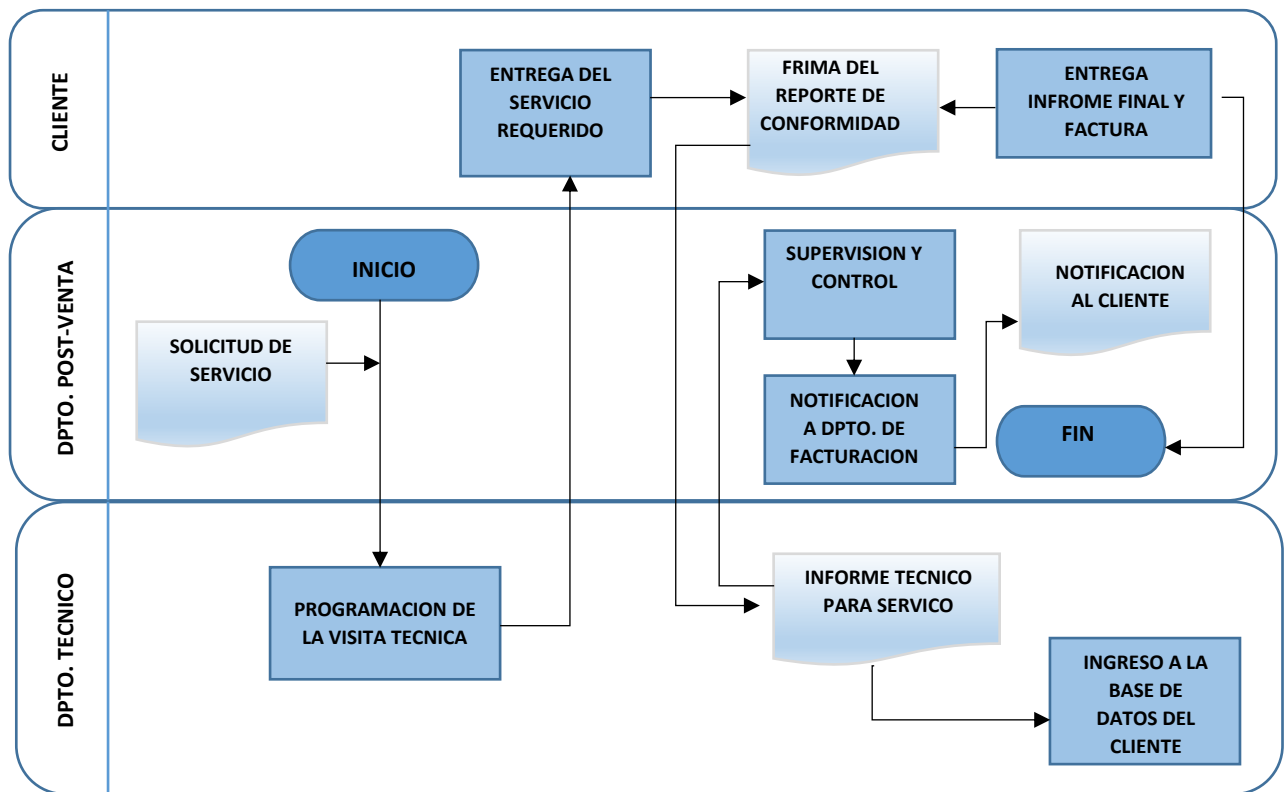 CLIENTE
ENTREGA DEL
SERVICIO
REQUERIDO
FRIMA DEL
REPORTE DE
CONFORMIDAD
ENTREGA
INFROME FINAL Y
FACTURA
DPTO. POST-VENTA
INICIO
SOLICITUD DE
SERVICIO
SUPERVISION Y
CONTROL
NOTIFICACION
AL CLIENTE
NOTIFICACION
A DPTO. DE
FACTURACION
FIN
DPTO. TECNICO
PROGRAMACION DE
LA VISITA TECNICA
INFORME TECNICO
PARA SERVICO
INGRESO A LA
BASE DE
DATOS DEL
CLIENTE